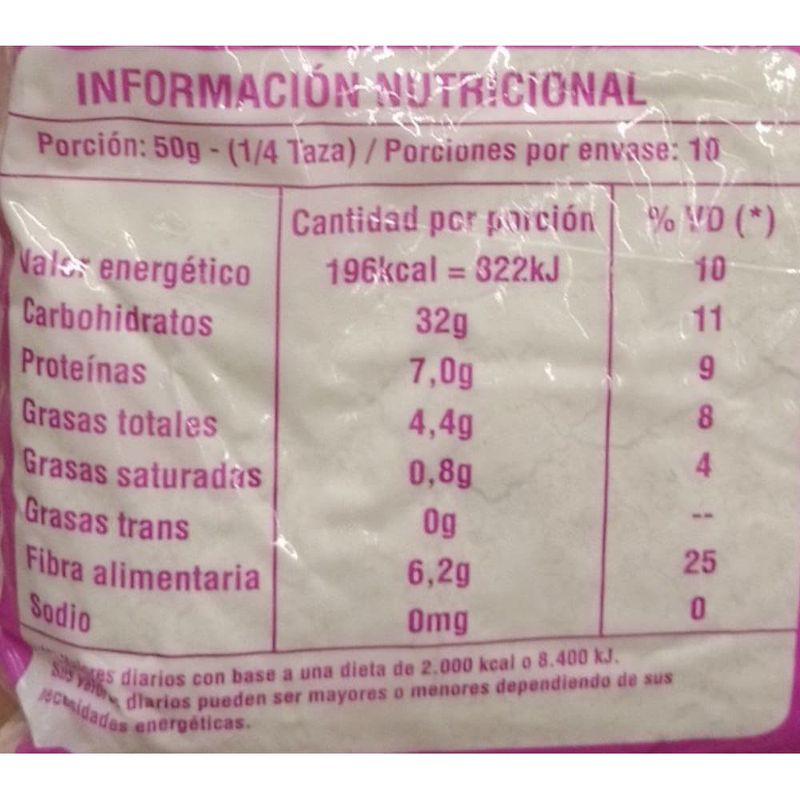 INFORMACIÓN NUTRICIONAL
Porción: 50g - (1/4 Taza) / Porciones por envase: 10
Cantidad por porción % VD (*)
Valor energético 196kcal = 822kJ 10
Carbohidratos 32g 11
Proteínas 7,0g 9
Grasas totales 4,4g 8
Grasas saturadas 0,8g 4
Grasas trans 0g --
Fibra alimentaria 6,2g 25
Sodio 0mg 0
diarios con base a una dieta de 2.000 kcal o 8.400 kJ.
Sus valores diarios pueden ser mayores o menores dependiendo de sus
necesidades energéticas.